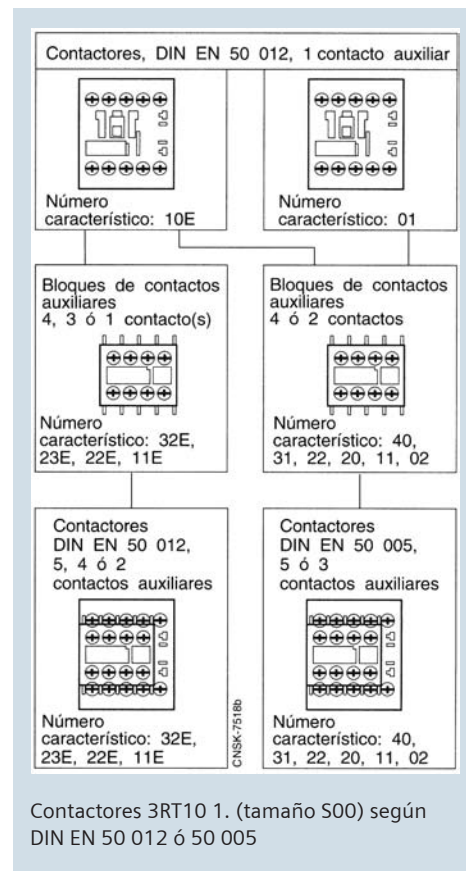 Contactores, DIN EN 50 012, 1 contacto auxiliar
Número
característico: 10E
Número
característico: 01
Bloques de contactos
auxiliares
4, 3 ó 1 contacto(s)
Número
característico: 32E,
23E, 22E, 11E
Bloques de contactos
auxiliares
4 ó 2 contactos
Número
característico: 40,
31, 22, 20, 11, 02
Contactores
DIN EN 50 012,
5, 4 ó 2
contactos auxiliares
Número
característico: 32E,
23E, 22E, 11E
CNSK-7518b
Contactores
DIN EN 50 005,
5 ó 3
contactos auxiliares
Número
característico: 40,
31, 22, 20, 11, 02
Contactores 3RT10 1. (tamaño S00) según
DIN EN 50 012 ó 50 005